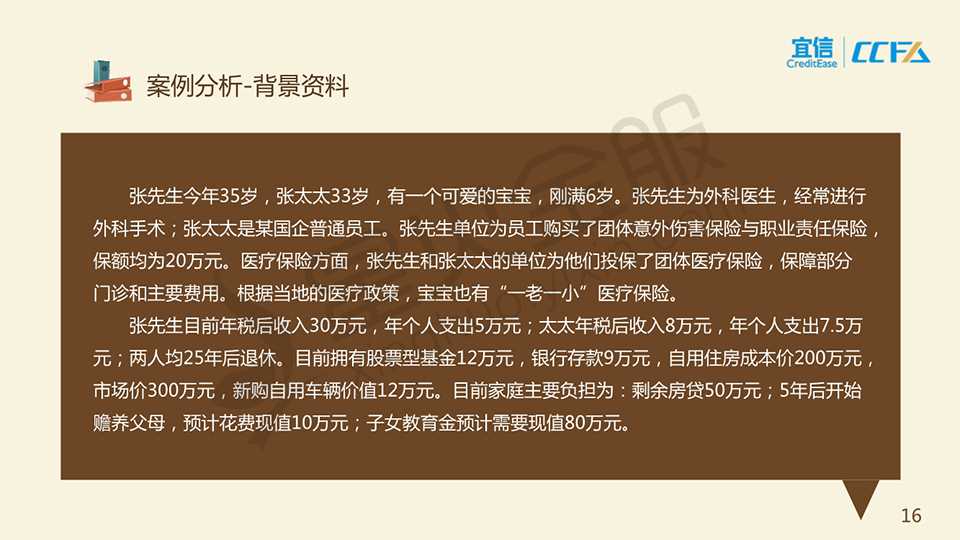 宜信
CreditEase
CCFA
案例分析-背景资料
张先生今年35岁，张太太33岁，有一个可爱的宝宝，刚满6岁。张先生为外科医生，经常进行
外科手术；张太太是某国企普通员工。张先生单位为员工购买了团体意外伤害保险与职业责任保险，
保额均为20万元。医疗保险方面，张先生和张太太的单位为他们投保了团体医疗保险，保障部分
门诊和主要费用。根据当地的医疗政策，宝宝也有“一老一小”医疗保险。
张先生目前年税后收入30万元，年个人支出5万元；太太年税后收入8万元，年个人支出7.5万
元；两人均25年后退休。目前拥有股票型基金12万元，银行存款9万元，自用住房成本价200万元，
市场价300万元，新购自用车辆价值12万元。目前家庭主要负担为：剩余房贷50万元；5年后开始
赡养父母，预计花费现值10万元；子女教育金预计需要现值80万元。
16